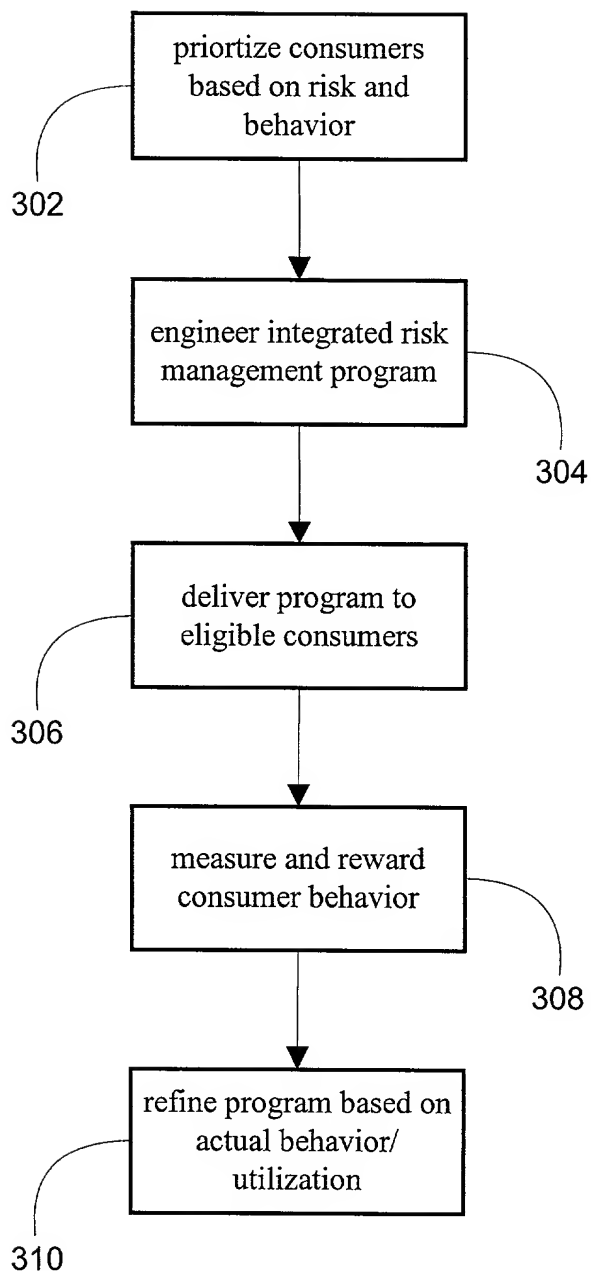 priortize consumers
based on risk and
behavior
302
engineer integrated risk
management program
304
deliver program to
eligible consumers
306
measure and reward
consumer behavior
308
refine program based on
actual behavior/
utilization
310